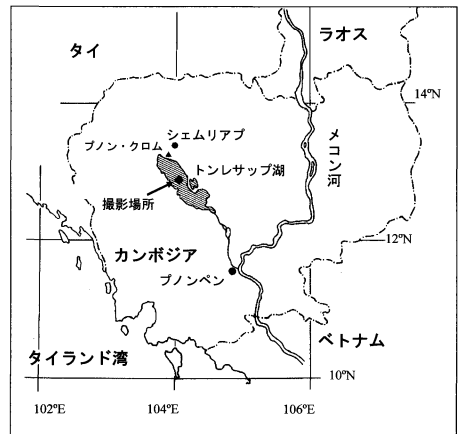 タイ
ラオス
14°N
シェムリアプ
プノン・クロム
トンレサップ湖
メコン河
撮影場所
カンボジア
12°N
プノンペン
ベトナム
タイランド湾
10°N
102°E
104°E
106°E